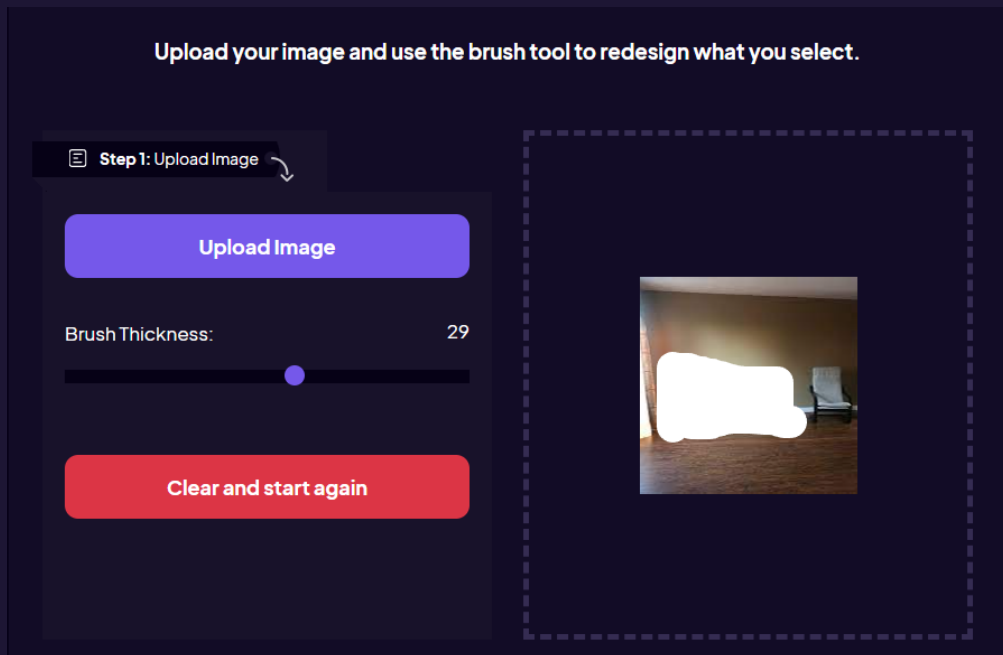 Upload your image and use the brush tool to redesign what you select.
Step 1: Upload Image
Upload Image
Brush Thickness: 29
Clear and start again